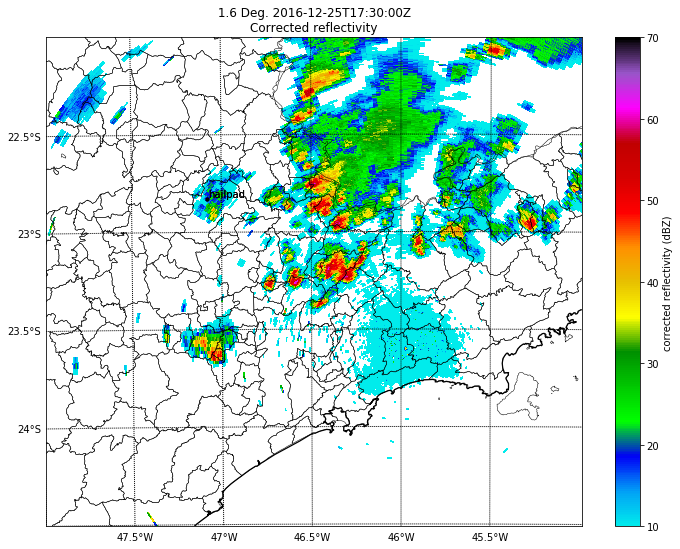 1.6 Deg. 2016-12-25T17:30:00Z
Corrected reflectivity
22.5°S
23°S
23.5°S
24°S
47.5°W
47°W
46.5°W
46°W
45.5°W
hailpad
70
60
50
40
30
20
10
corrected reflectivity (dBZ)